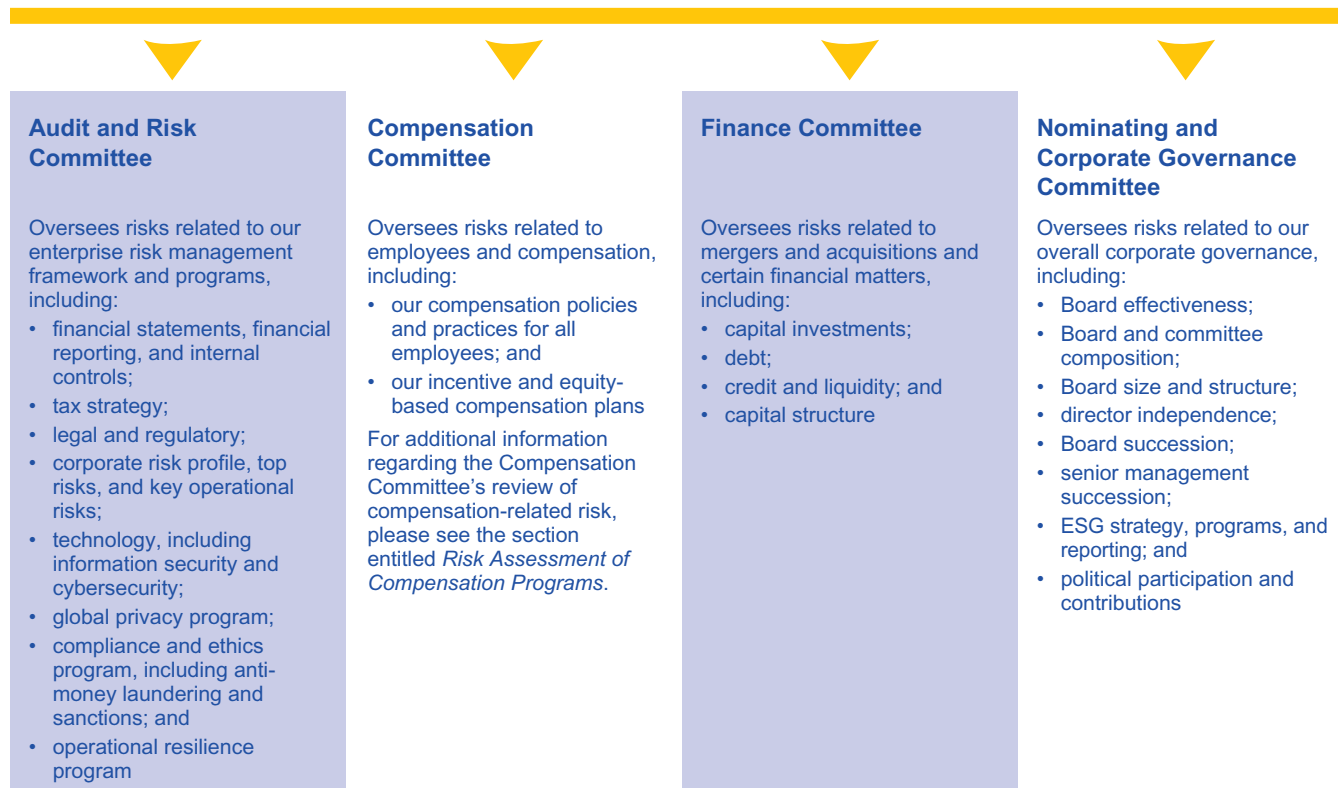 Audit and Risk
Committee
Oversees risks related to our
enterprise risk management
framework and programs,
including:
• financial statements, financial
reporting, and internal
controls;
• tax strategy;
• legal and regulatory;
• corporate risk profile, top
risks, and key operational
risks;
• technology, including
information security and
cybersecurity;
• global privacy program;
• compliance and ethics
program, including anti-
money laundering and
sanctions; and
• operational resilience
program
Compensation
Committee
Oversees risks related to
employees and compensation,
including:
• our compensation policies
and practices for all
employees; and
• our incentive and equity-
based compensation plans
For additional information
regarding the Compensation
Committee’s review of
compensation-related risk,
please see the section
entitled Risk Assessment of
Compensation Programs.
Finance Committee
Oversees risks related to
mergers and acquisitions and
certain financial matters,
including:
• capital investments;
• debt;
• credit and liquidity; and
• capital structure
Nominating and
Corporate Governance
Committee
Oversees risks related to our
overall corporate governance,
including:
• Board effectiveness;
• Board and committee
composition;
• Board size and structure;
• director independence;
• Board succession;
• senior management
succession;
• ESG strategy, programs, and
reporting; and
• political participation and
contributions